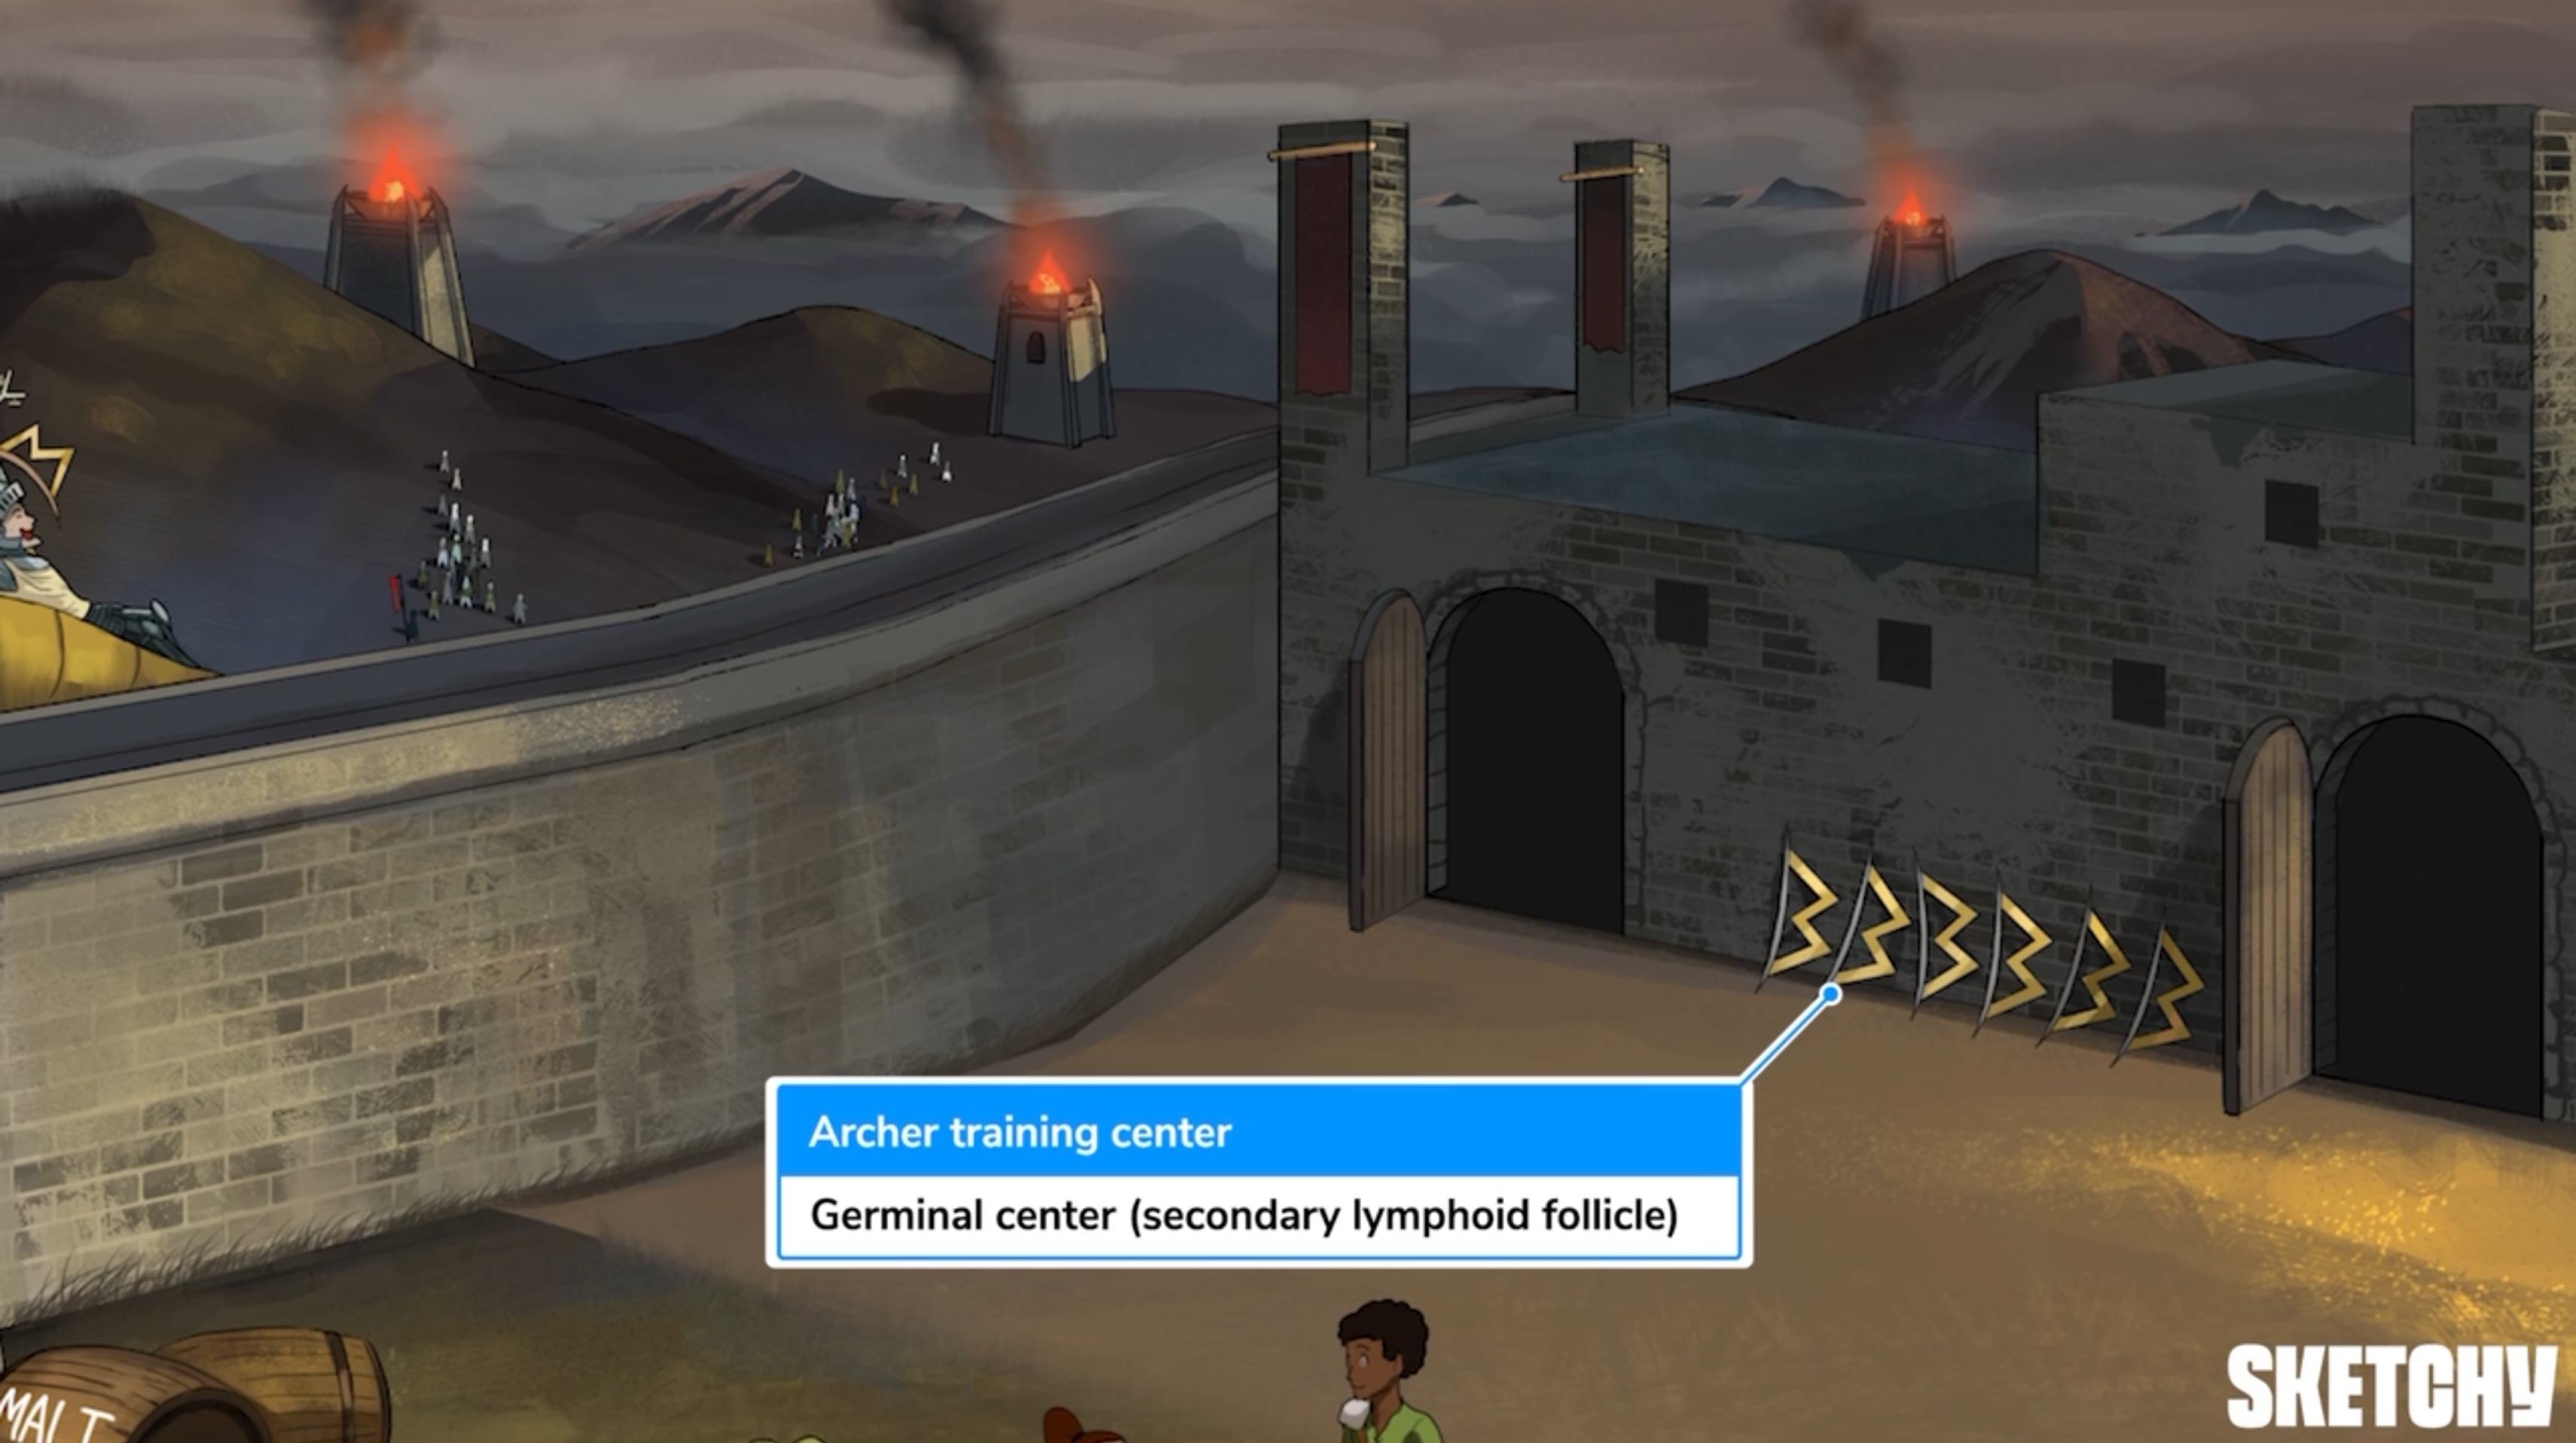 Archer training center
Germinal center (secondary lymphoid follicle)
MALT
SKETCHY